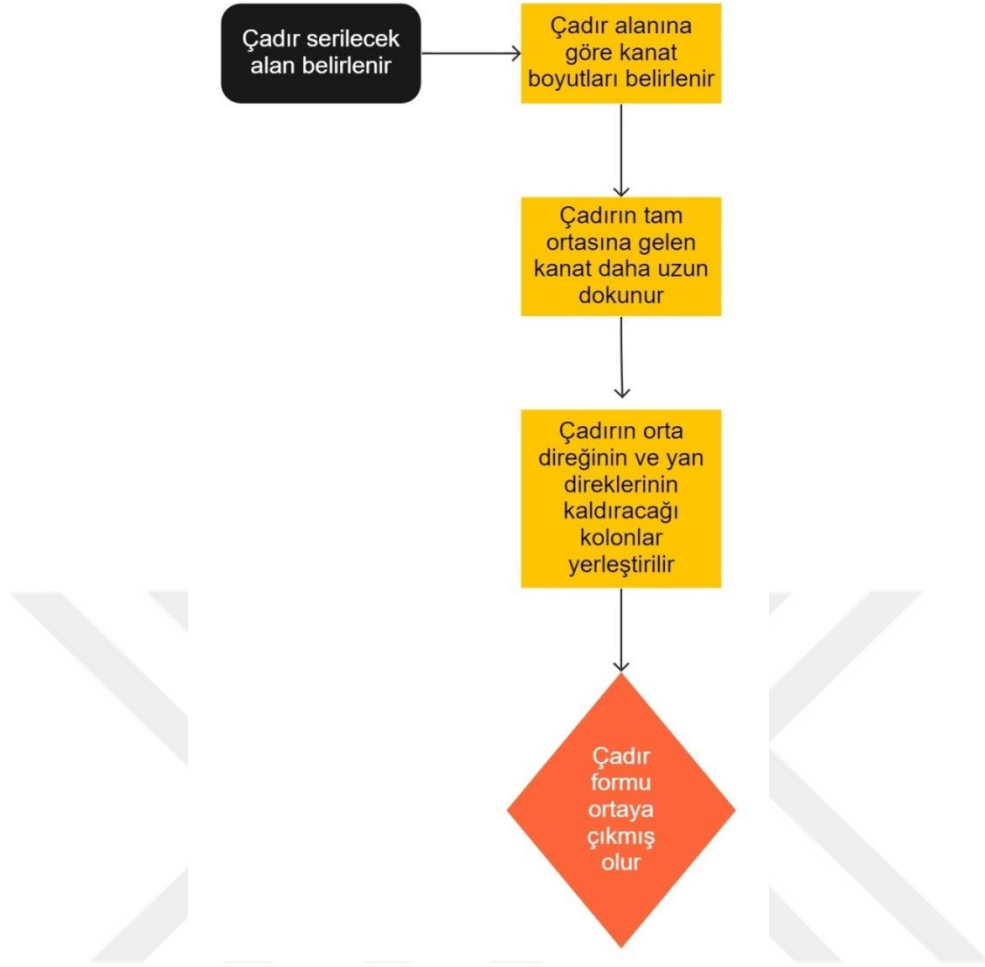 Çadır serilecek
alan belirlenir
Çadır alanına
göre kanat
boyutları belirlenir
Çadırın tam
ortasına gelen
kanat daha uzun
dokunur
Çadırın orta
direğinin ve yan
direklerinin
kaldıracağı
kolonlar
yerleştirilir
Çadır
formu
ortaya
çıkmış
olur